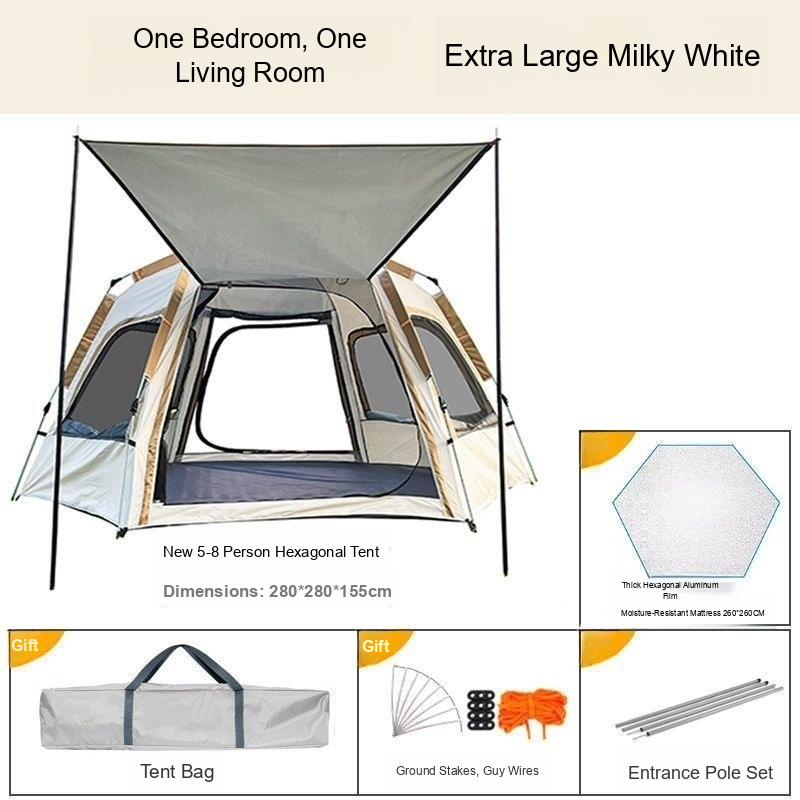 One Bedroom, One
Living Room
Extra Large Milky White
New 5-8 Person Hexagonal Tent
Dimensions: 280*280*155cm
Thick Hexagonal Aluminum
Film
Moisture-Resistant Mattress 260*260CM
Gift
Tent Bag
Gift
Ground Stakes, Guy Wires
Entrance Pole Set